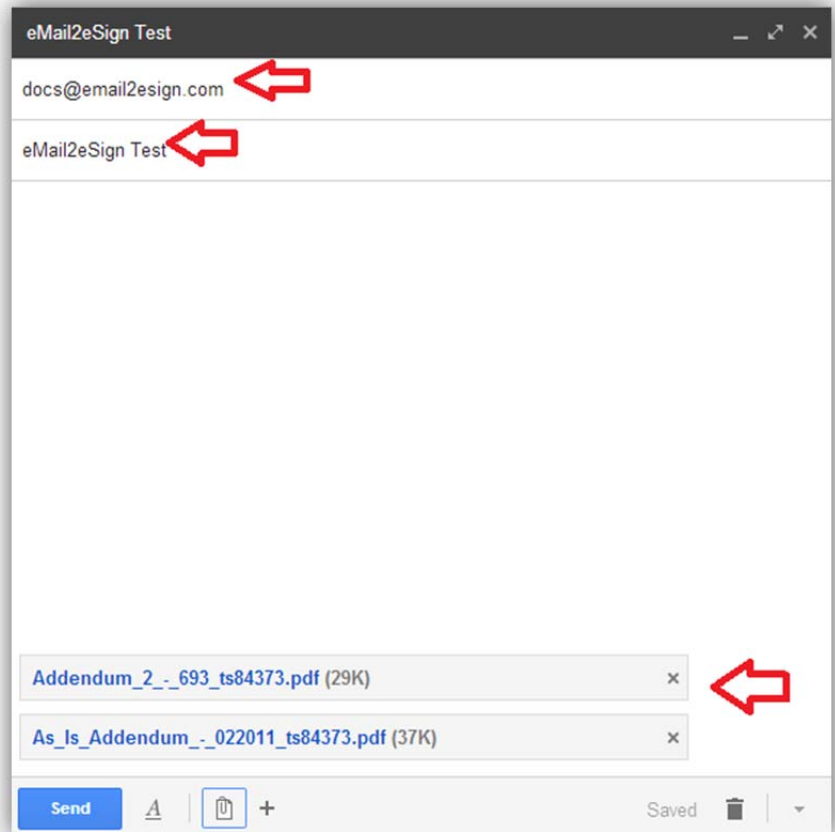 eMail2eSign Test
docs@email2esign.com
eMail2eSign Test
Addendum_2_-_693_ts84373.pdf (29K)
As_Is_Addendum_-_022011_ts84373.pdf (37K)
Send A Saved